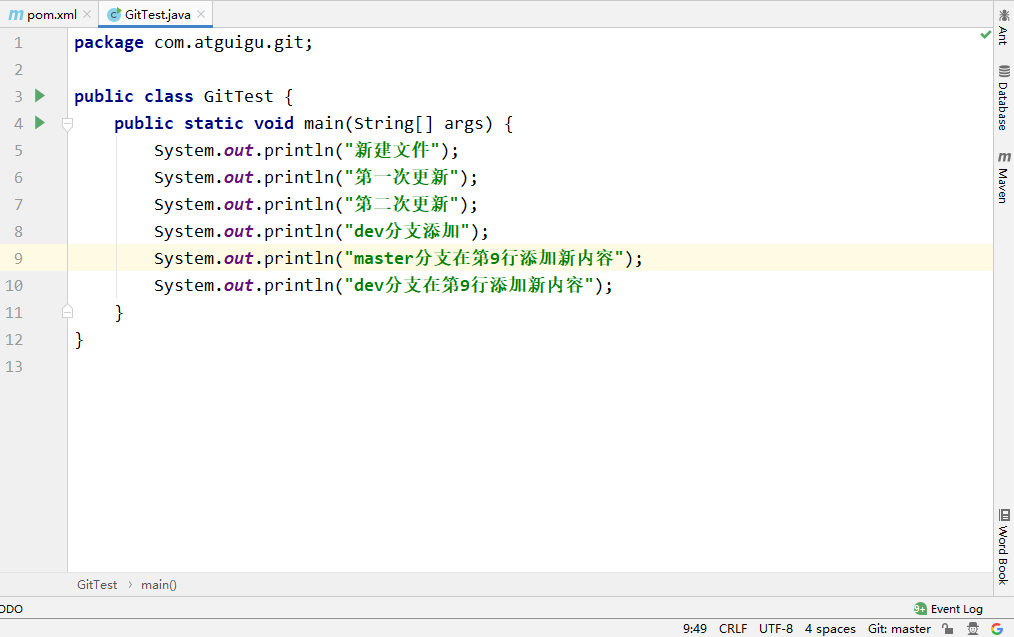 pom.xml GitTest.java
1 package com.atguigu.git;
2
3 public class GitTest {
4 public static void main(String[] args) {
5 System.out.println("新建文件");
6 System.out.println("第一次更新");
7 System.out.println("第二次更新");
8 System.out.println("dev分支添加");
9 System.out.println("master分支在第9行添加新内容");
10 System.out.println("dev分支在第9行添加新内容");
11 }
12 }
13
Ant
Database
m Maven
Word Book
GitTest › main()
ODO
9+ Event Log
9:49 CRLF UTF-8 4 spaces Git: master